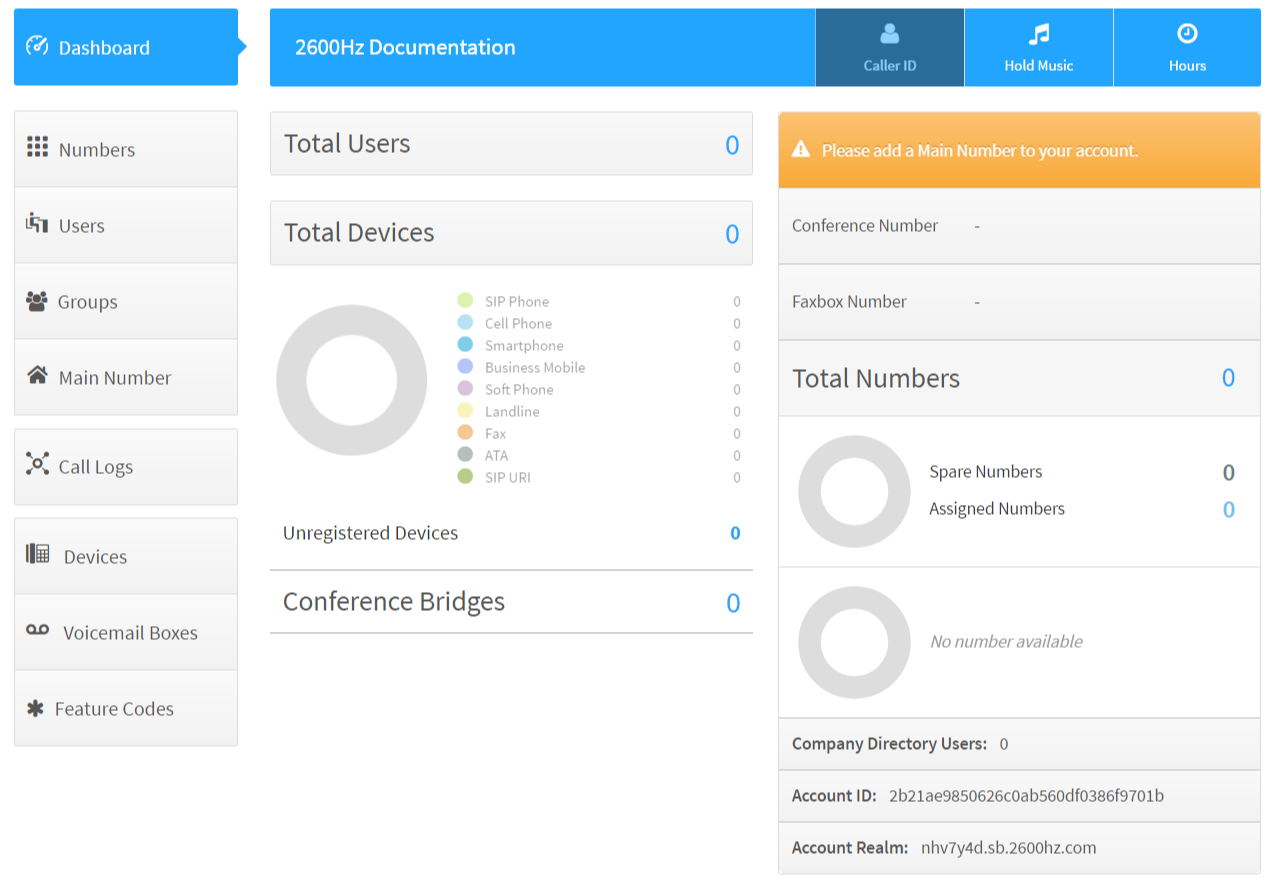 Dashboard
2600Hz Documentation
Caller ID
Hold Music
Hours
Numbers
Users
Groups
Main Number
Call Logs
Devices
Voicemail Boxes
Feature Codes
Total Users 0
Total Devices 0
SIP Phone 0
Cell Phone 0
Smartphone 0
Business Mobile 0
Soft Phone 0
Landline 0
Fax 0
ATA 0
SIP URI 0
Unregistered Devices 0
Conference Bridges 0
Please add a Main Number to your account.
Conference Number -
Faxbox Number -
Total Numbers 0
Spare Numbers 0
Assigned Numbers 0
No number available
Company Directory Users: 0
Account ID: 2b21ae9850626c0ab560df0386f9701b
Account Realm: nhv7y4d.sb.2600hz.com